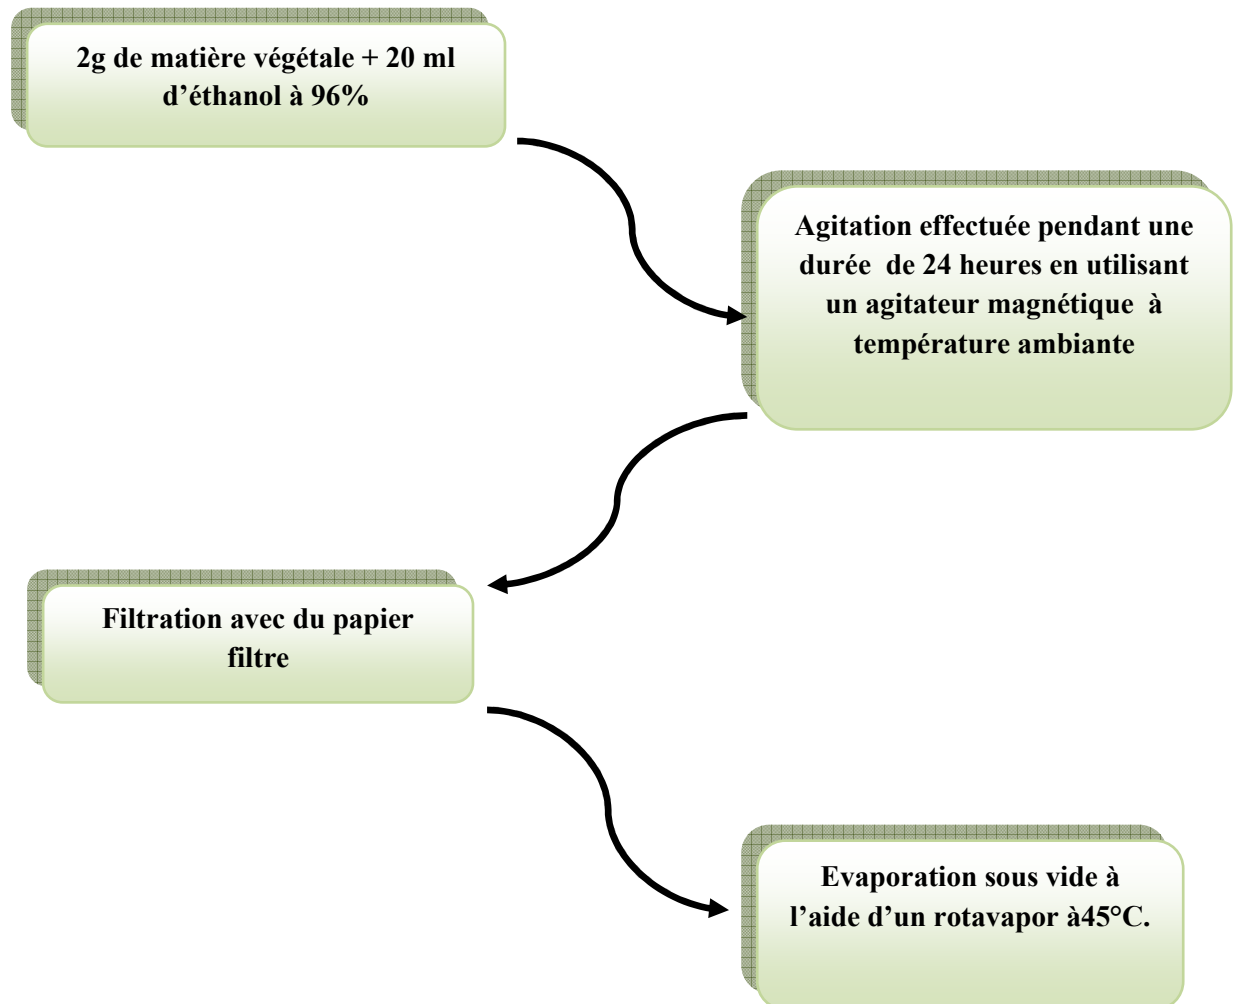 2g de matière végétale + 20 ml
d’éthanol à 96%
Agitation effectuée pendant une
durée de 24 heures en utilisant
un agitateur magnétique à
température ambiante
Filtration avec du papier
filtre
Evaporation sous vide à
l’aide d’un rotavapor à45°C.